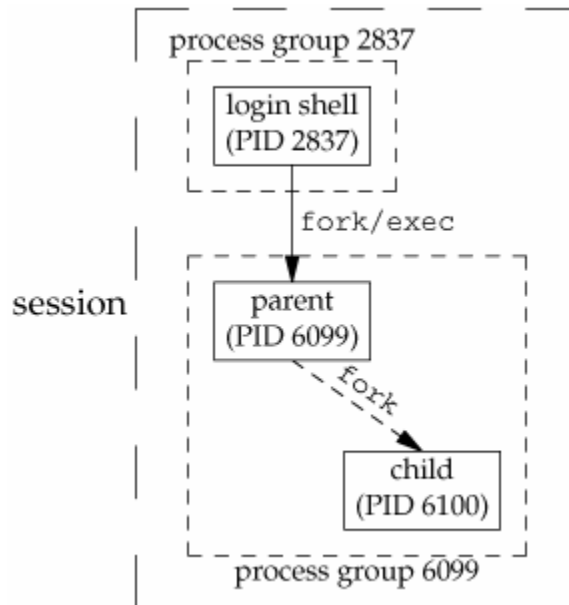 process group 2837
login shell
(PID 2837)
fork/exec
session
parent
(PID 6099)
fork
child
(PID 6100)
process group 6099